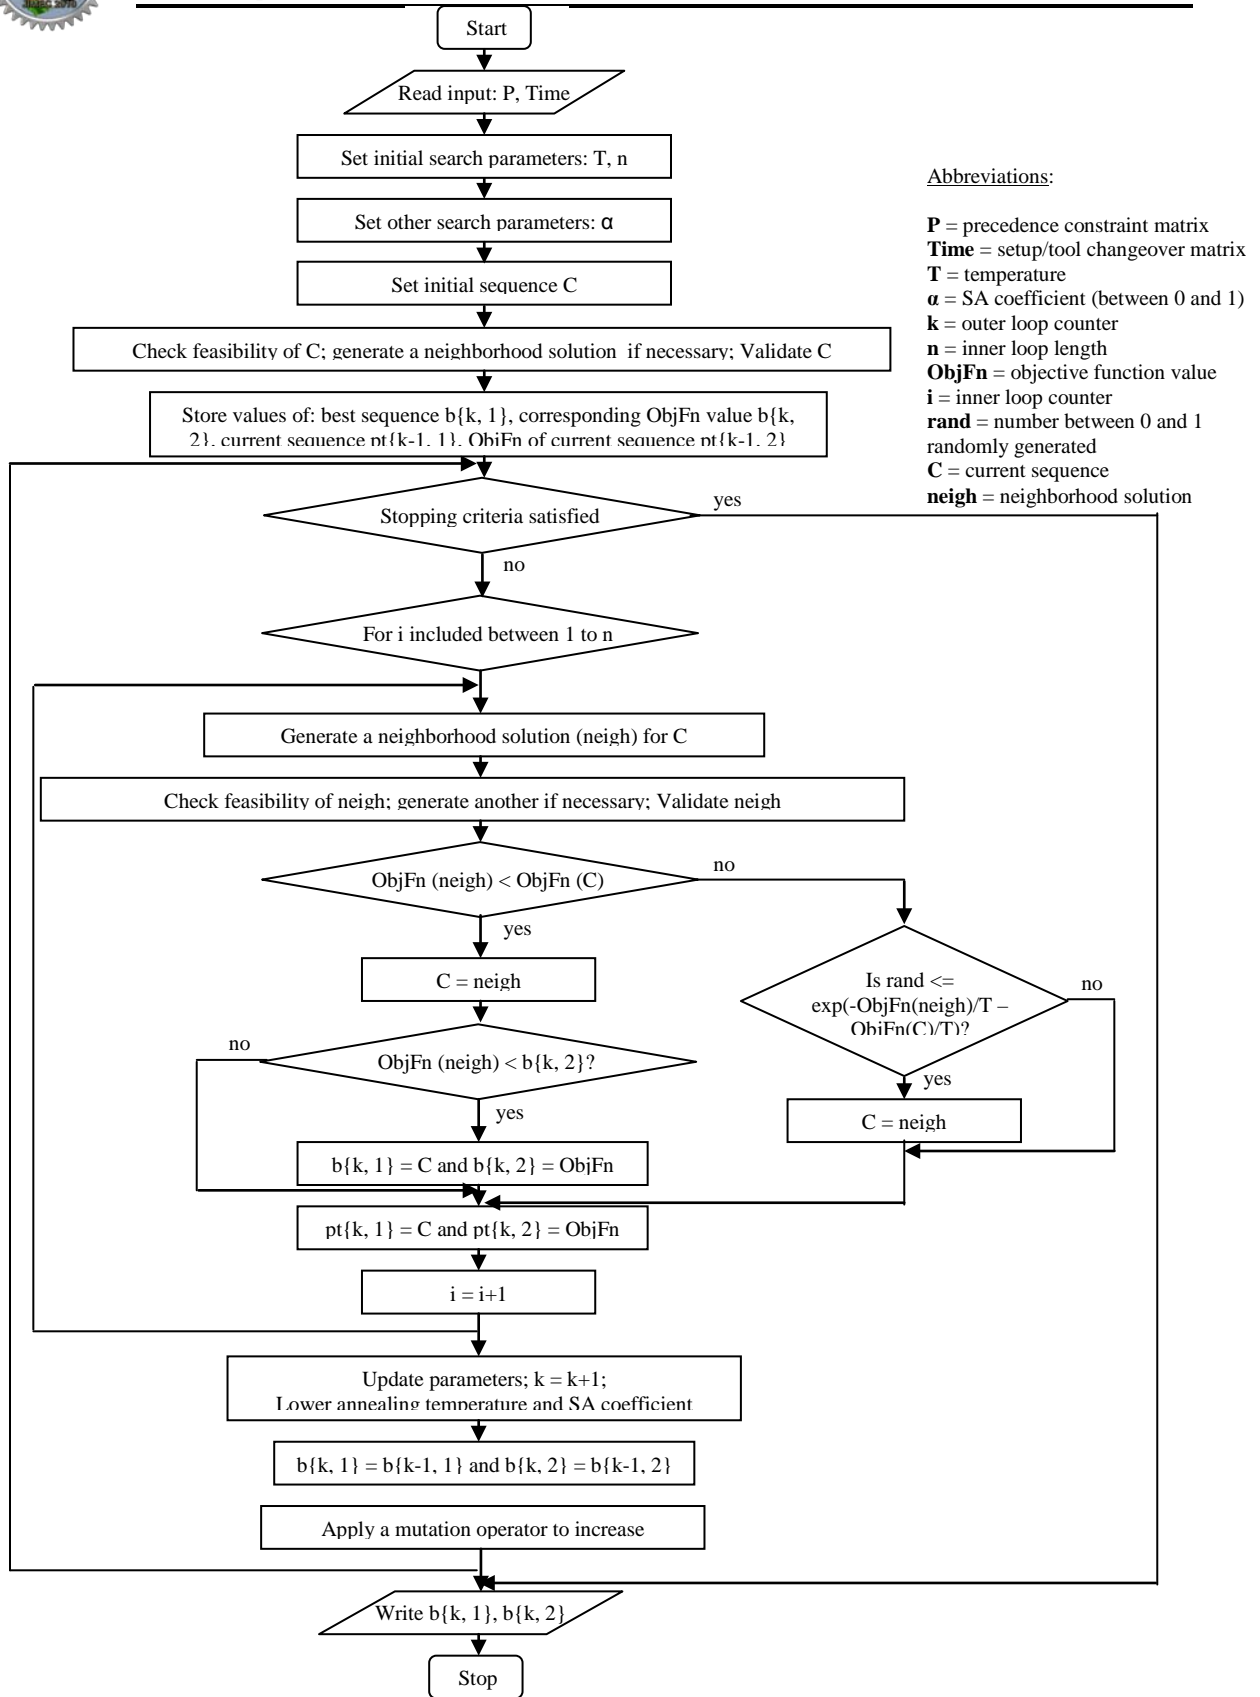 JIMEC 2979
Start
Read input: P, Time
Set initial search parameters: T, n
Set other search parameters: α
Set initial sequence C
Check feasibility of C; generate a neighborhood solution if necessary; Validate C
Store values of: best sequence b{k, 1}, corresponding ObjFn value b{k,
2}, current sequence pt{k-1, 1}, ObjFn of current sequence pt{k-1, 2}
Abbreviations:
P = precedence constraint matrix
Time = setup/tool changeover matrix
T = temperature
α = SA coefficient (between 0 and 1)
k = outer loop counter
n = inner loop length
ObjFn = objective function value
i = inner loop counter
rand = number between 0 and 1
randomly generated
C = current sequence
neigh = neighborhood solution
Stopping criteria satisfied
yes
no
For i included between 1 to n
Generate a neighborhood solution (neigh) for C
Check feasibility of neigh; generate another if necessary; Validate neigh
ObjFn (neigh) < ObjFn (C)
no
yes
C = neigh
Is rand <=
exp(-ObjFn(neigh)/T –
ObjFn(C)/T)?
no
yes
C = neigh
ObjFn (neigh) < b{k, 2}?
no
yes
b{k, 1} = C and b{k, 2} = ObjFn
pt{k, 1} = C and pt{k, 2} = ObjFn
i = i+1
Update parameters; k = k+1;
Lower annealing temperature and SA coefficient
b{k, 1} = b{k-1, 1} and b{k, 2} = b{k-1, 2}
Apply a mutation operator to increase
Write b{k, 1}, b{k, 2}
Stop